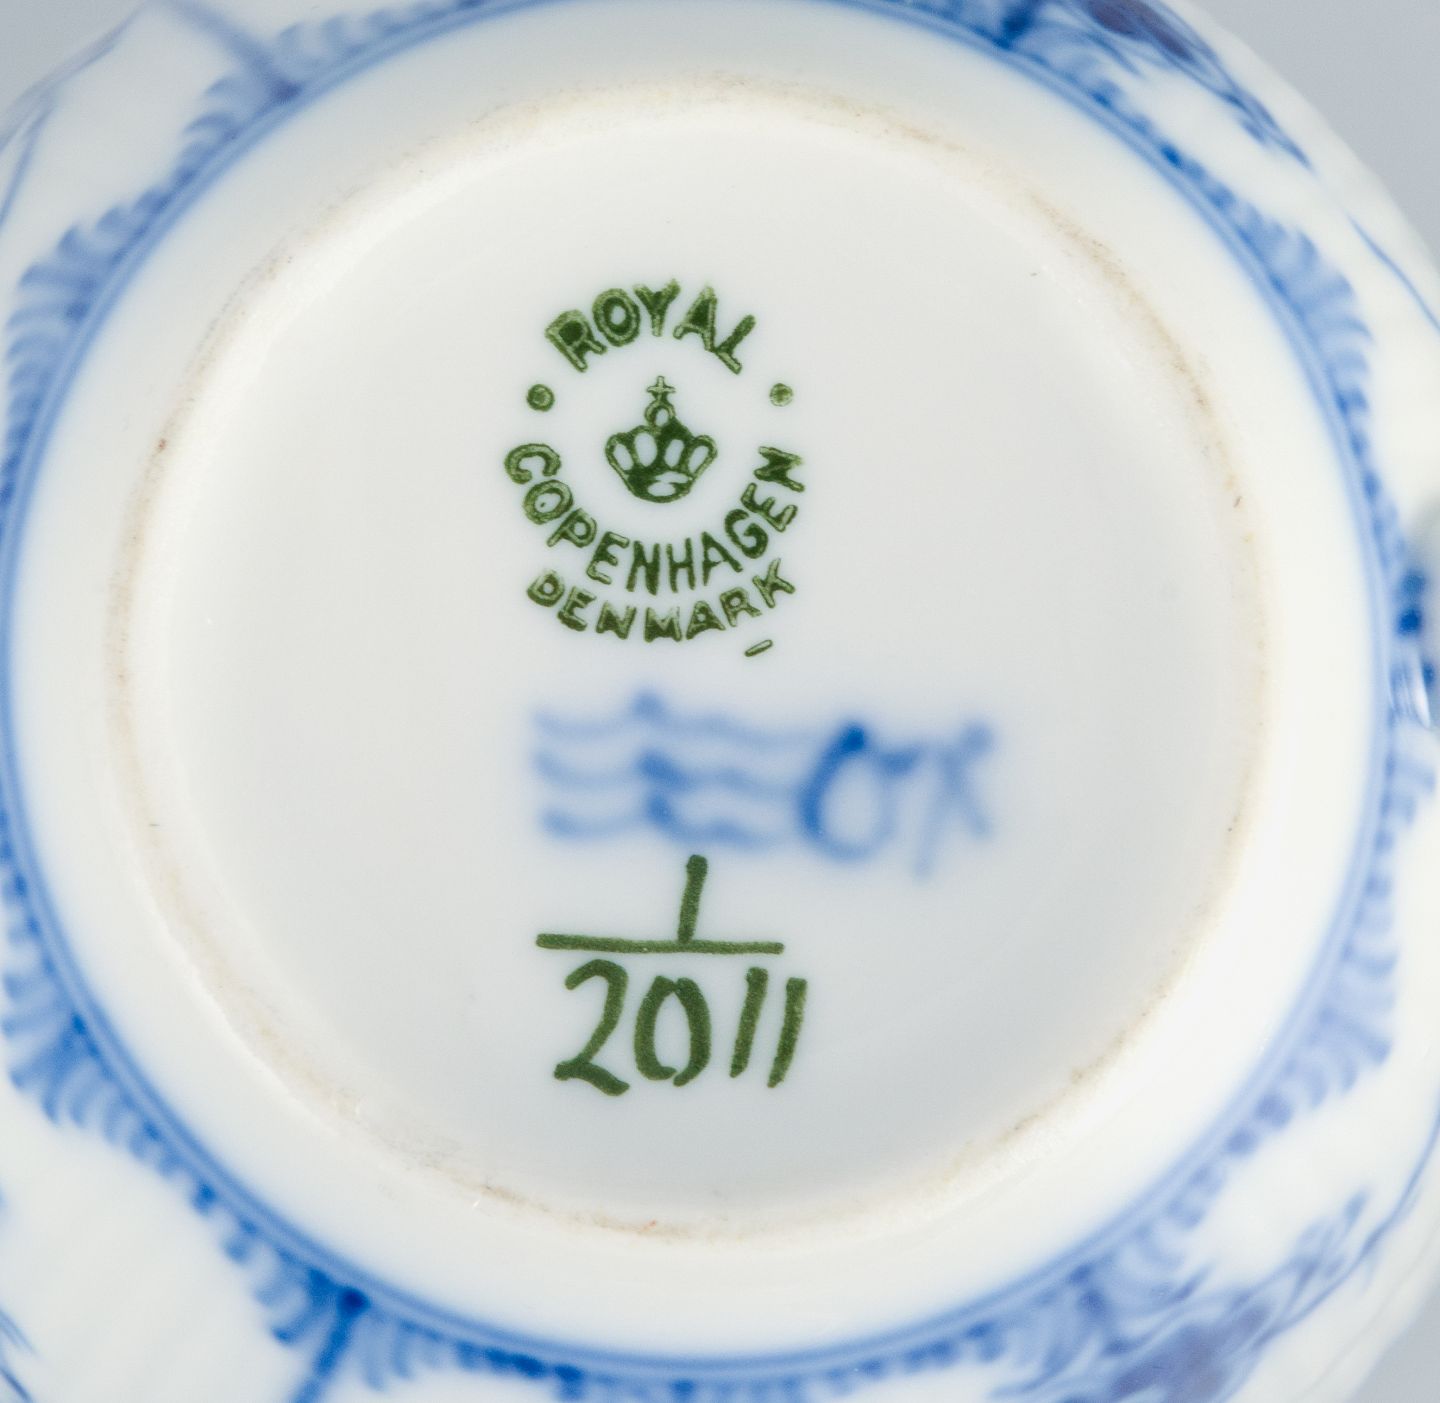 ROYAL
COPENHAGEN
DENMARK
1
2011